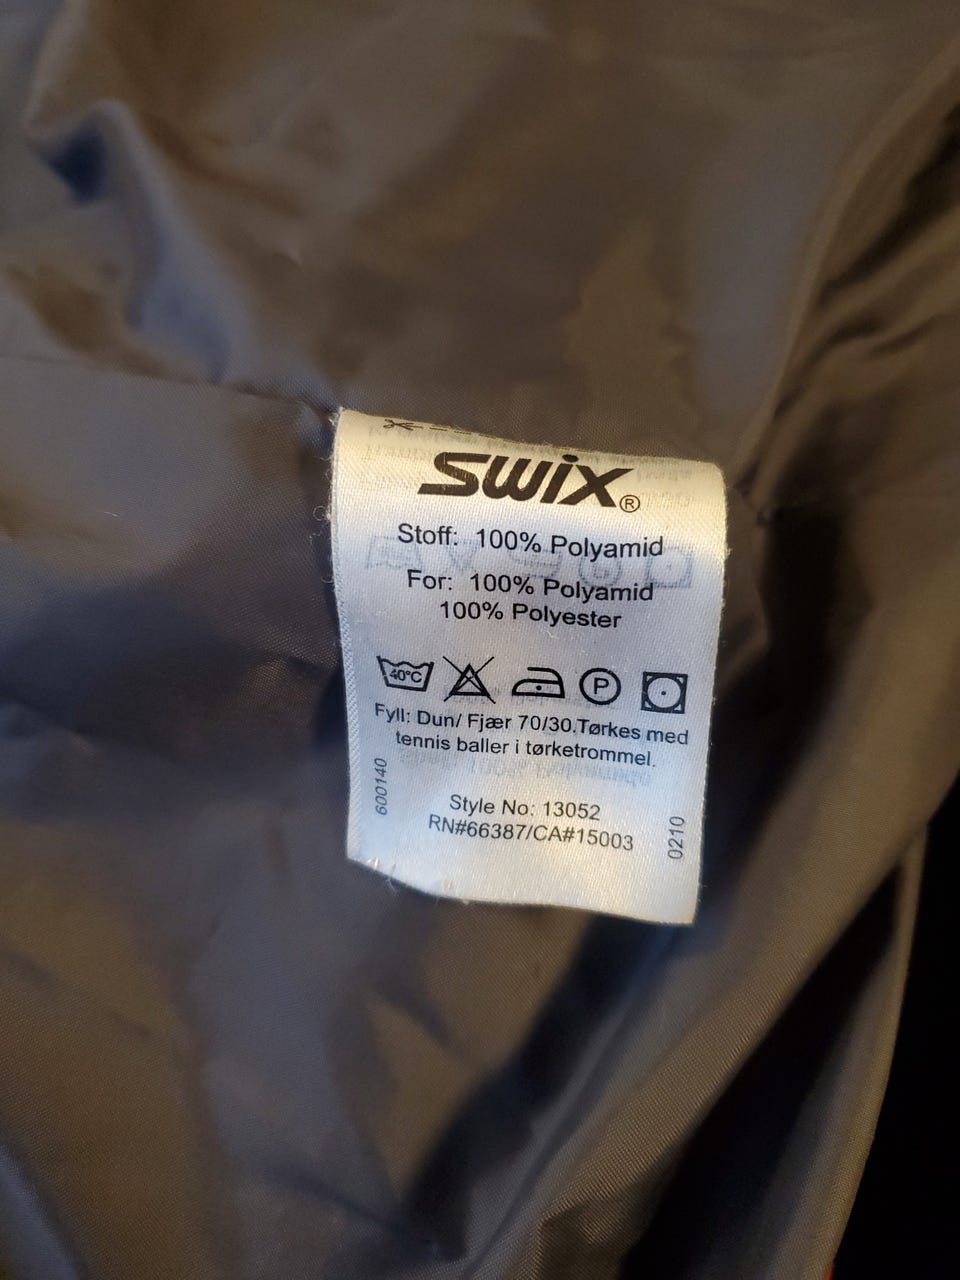 swix®
Stoff: 100% Polyamid
For: 100% Polyamid
100% Polyester
40°C P
Fyll: Dun/ Fjær 70/30.Tørkes med
tennis baller i tørketrommel.
600140
Style No: 13052
RN#66387/CA#15003
0210